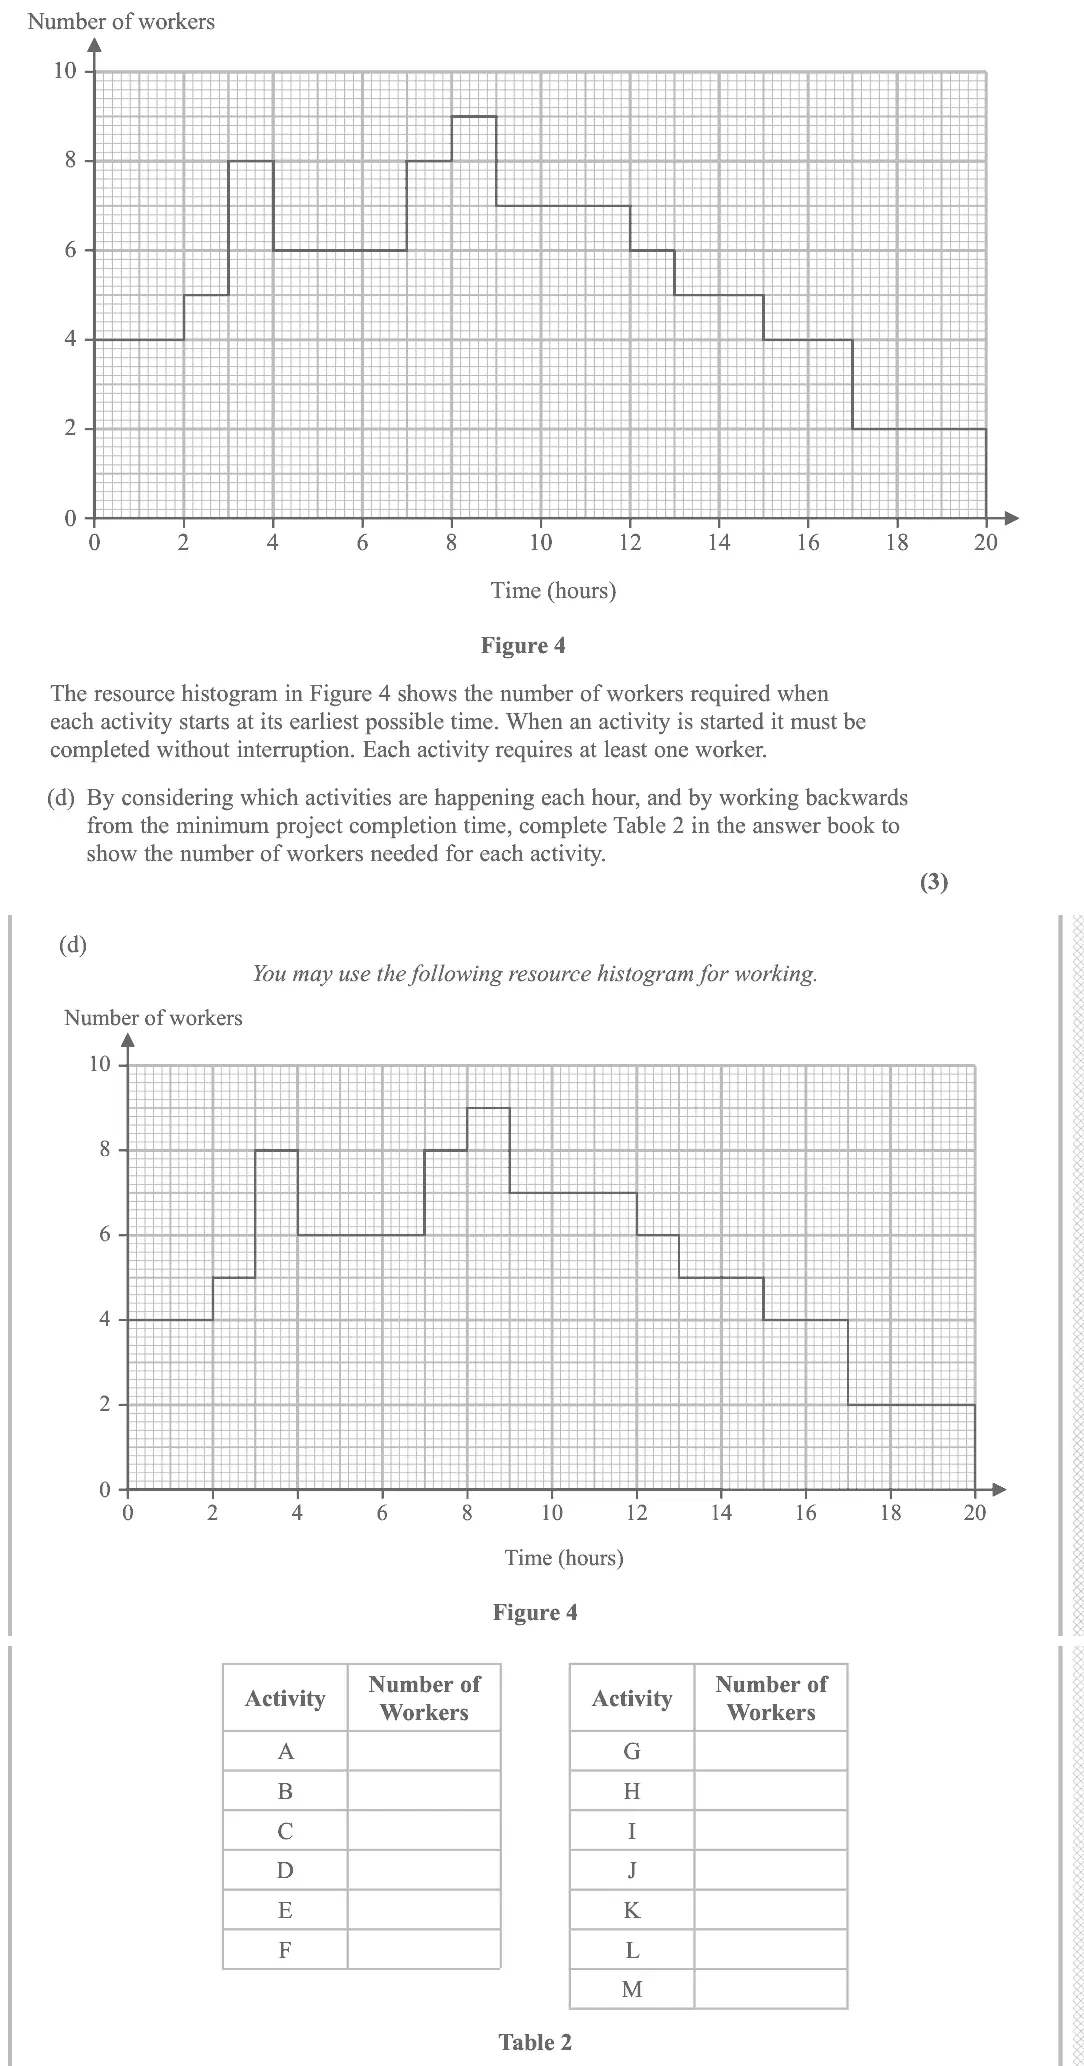 Number of workers
10
8
6
4
2
0
0 2 4 6 8 10 12 14 16 18 20
Time (hours)
Figure 4
The resource histogram in Figure 4 shows the number of workers required when
each activity starts at its earliest possible time. When an activity is started it must be
completed without interruption. Each activity requires at least one worker.
(d) By considering which activities are happening each hour, and by working backwards
from the minimum project completion time, complete Table 2 in the answer book to
show the number of workers needed for each activity.
(3)
(d)
You may use the following resource histogram for working.
Number of workers
10
8
6
4
2
0
0 2 4 6 8 10 12 14 16 18 20
Time (hours)
Figure 4
Activity Number of Workers Activity Number of Workers
A G
B H
C I
D J
E K
F L
M
Table 2